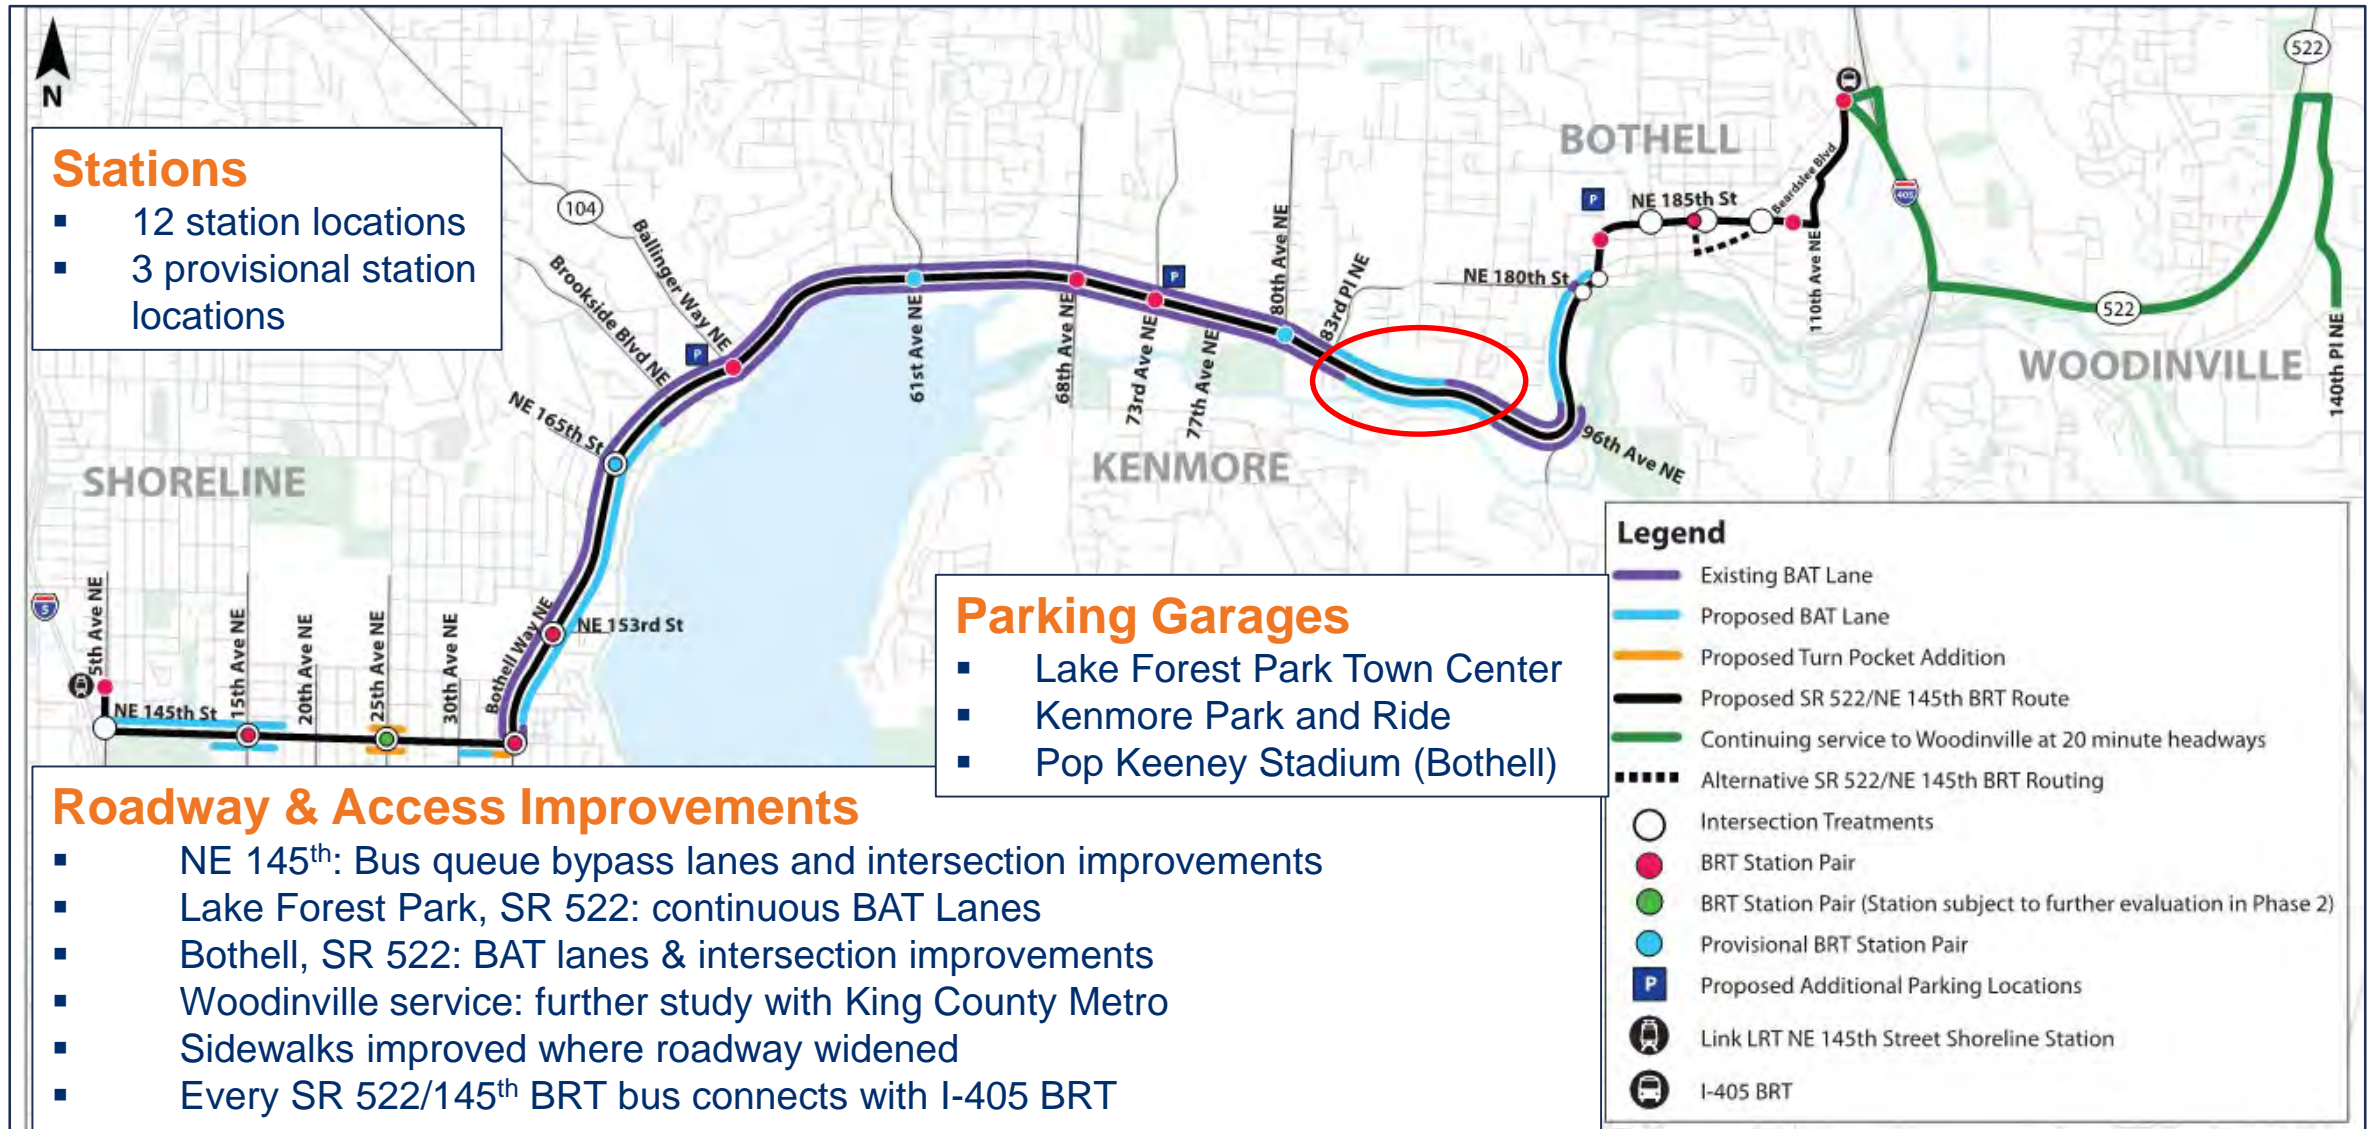 N
522
Stations
▪ 12 station locations
▪ 3 provisional station
locations
104
Ballinger Way NE
Brookside Blvd NE
NE 165th St
P
61st Ave NE
68th Ave NE
73rd Ave NE
P
77th Ave NE
80th Ave NE
83rd Pl NE
BOTHELL
P
NE 185th St
Beardslee Blvd
NE 180th St
110th Ave NE
405
522
WOODINVILLE
140th Pl NE
96th Ave NE
KENMORE
SHORELINE
5
5th Ave NE
NE 145th St
15th Ave NE
20th Ave NE
25th Ave NE
30th Ave NE
Bothell Way NE
NE 153rd St
Parking Garages
▪ Lake Forest Park Town Center
▪ Kenmore Park and Ride
▪ Pop Keeney Stadium (Bothell)
Roadway & Access Improvements
▪ NE 145th: Bus queue bypass lanes and intersection improvements
▪ Lake Forest Park, SR 522: continuous BAT Lanes
▪ Bothell, SR 522: BAT lanes & intersection improvements
▪ Woodinville service: further study with King County Metro
▪ Sidewalks improved where roadway widened
▪ Every SR 522/145th BRT bus connects with I-405 BRT
Legend
Existing BAT Lane
Proposed BAT Lane
Proposed Turn Pocket Addition
Proposed SR 522/NE 145th BRT Route
Continuing service to Woodinville at 20 minute headways
Alternative SR 522/NE 145th BRT Routing
Intersection Treatments
BRT Station Pair
BRT Station Pair (Station subject to further evaluation in Phase 2)
Provisional BRT Station Pair
P Proposed Additional Parking Locations
Link LRT NE 145th Street Shoreline Station
I-405 BRT